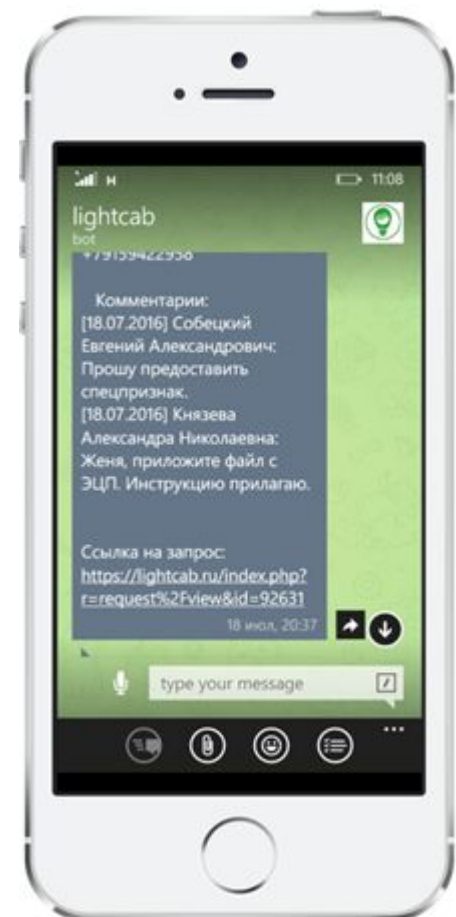 H 11:08
lightcab
bot
+79159422958
Комментарии:
[18.07.2016] Собецкий
Евгений Александрович:
Прошу предоставить
спецпризнак.
[18.07.2016] Князева
Александра Николаевна:
Женя, приложите файл с
ЭЦП. Инструкцию прилагаю.
Ссылка на запрос:
https://lightcab.ru/index.php?
r=request%2Fview&id=92631
18 июл, 20:37
type your message